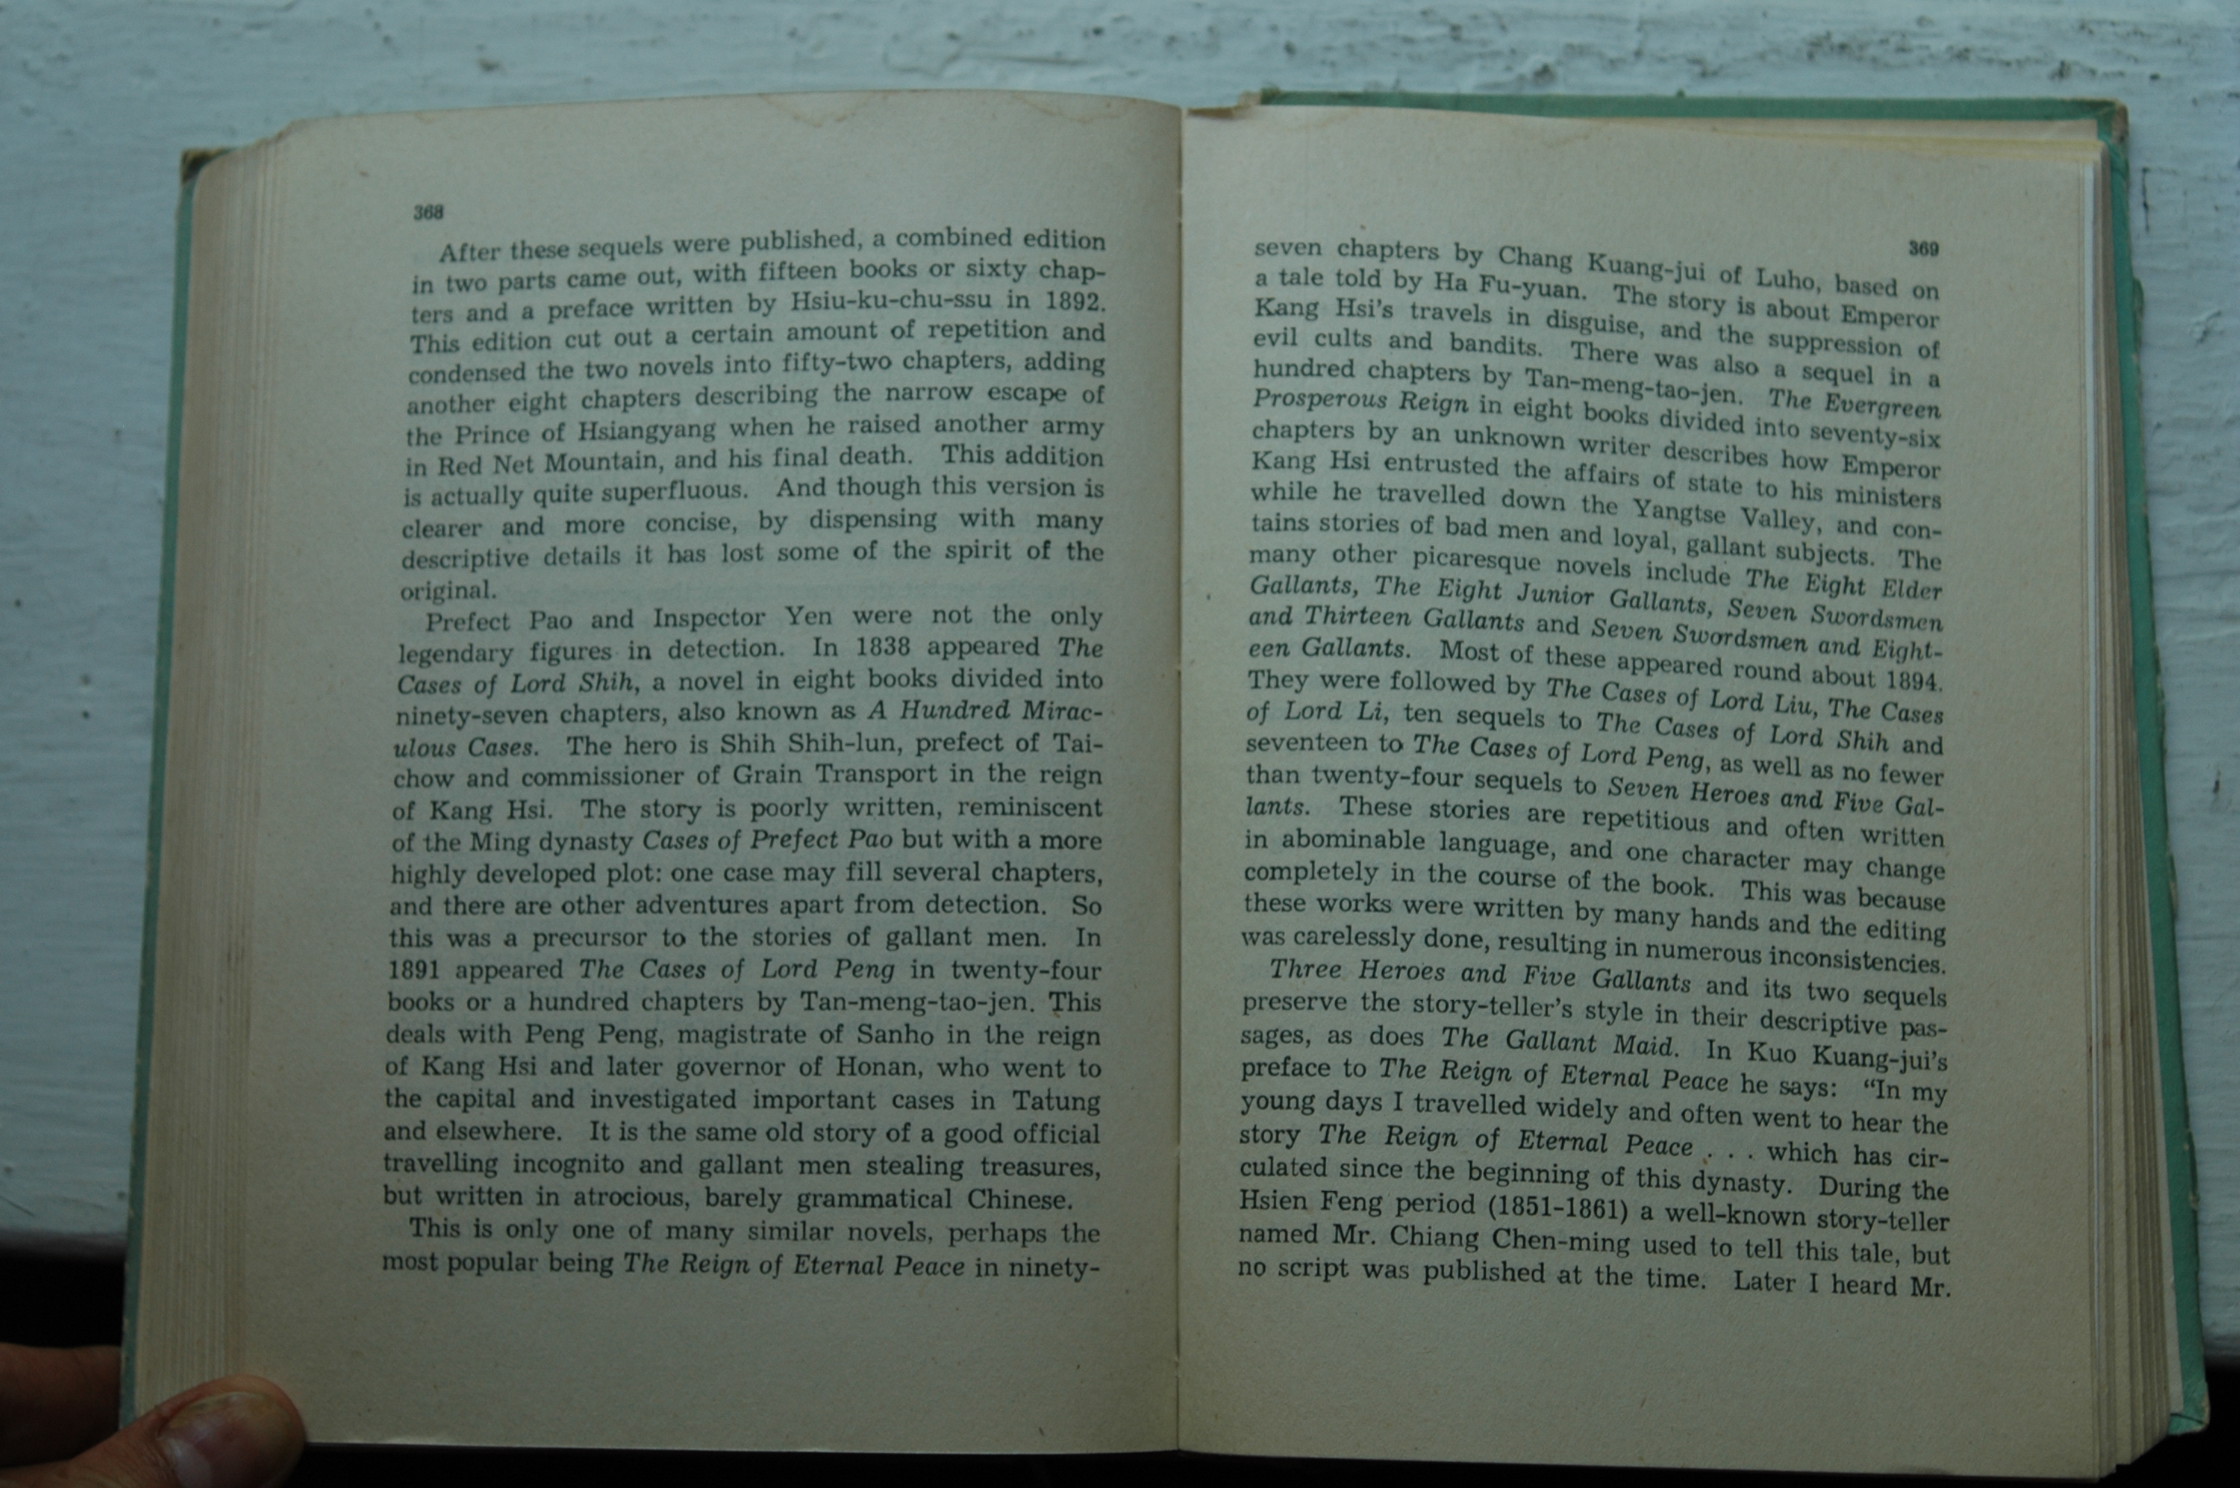 368
After these sequels were published, a combined edition
in two parts came out, with fifteen books or sixty chap-
ters and a preface written by Hsiu-ku-chu-ssu in 1892.
This edition cut out a certain amount of repetition and
condensed the two novels into fifty-two chapters, adding
another eight chapters describing the narrow escape of
the Prince of Hsiangyang when he raised another army
in Red Net Mountain, and his final death. This addition
is actually quite superfluous. And though this version is
clearer and more concise, by dispensing with many
descriptive details it has lost some of the spirit of the
original.
Prefect Pao and Inspector Yen were not the only
legendary figures in detection. In 1838 appeared The
Cases of Lord Shih, a novel in eight books divided into
ninety-seven chapters, also known as A Hundred Mirac-
ulous Cases. The hero is Shih Shih-lun, prefect of Tai-
chow and commissioner of Grain Transport in the reign
of Kang Hsi. The story is poorly written, reminiscent
of the Ming dynasty Cases of Prefect Pao but with a more
highly developed plot: one case may fill several chapters,
and there are other adventures apart from detection. So
this was a precursor to the stories of gallant men. In
1891 appeared The Cases of Lord Peng in twenty-four
books or a hundred chapters by Tan-meng-tao-jen. This
deals with Peng Peng, magistrate of Sanho in the reign
of Kang Hsi and later governor of Honan, who went to
the capital and investigated important cases in Tatung
and elsewhere. It is the same old story of a good official
travelling incognito and gallant men stealing treasures,
but written in atrocious, barely grammatical Chinese.
This is only one of many similar novels, perhaps the
most popular being The Reign of Eternal Peace in ninety-
369
seven chapters by Chang Kuang-jui of Luho, based on
a tale told by Ha Fu-yuan. The story is about Emperor
Kang Hsi's travels in disguise, and the suppression of
evil cults and bandits. There was also a sequel in a
hundred chapters by Tan-meng-tao-jen. The Evergreen
Prosperous Reign in eight books divided into seventy-six
chapters by an unknown writer describes how Emperor
Kang Hsi entrusted the affairs of state to his ministers
while he travelled down the Yangtse Valley, and con-
tains stories of bad men and loyal, gallant subjects. The
many other picaresque novels include The Eight Elder
Gallants, The Eight Junior Gallants, Seven Swordsmen
and Thirteen Gallants and Seven Swordsmen and Eight-
een Gallants. Most of these appeared round about 1894.
They were followed by The Cases of Lord Liu, The Cases
of Lord Li, ten sequels to The Cases of Lord Shih and
seventeen to The Cases of Lord Peng, as well as no fewer
than twenty-four sequels to Seven Heroes and Five Gal-
lants. These stories are repetitious and often written
in abominable language, and one character may change
completely in the course of the book. This was because
these works were written by many hands and the editing
was carelessly done, resulting in numerous inconsistencies.
Three Heroes and Five Gallants and its two sequels
preserve the story-teller's style in their descriptive pas-
sages, as does The Gallant Maid. In Kuo Kuang-jui's
preface to The Reign of Eternal Peace he says: "In my
young days I travelled widely and often went to hear the
story The Reign of Eternal Peace . . . which has cir-
culated since the beginning of this dynasty. During the
Hsien Feng period (1851-1861) a well-known story-teller
named Mr. Chiang Chen-ming used to tell this tale, but
no script was published at the time. Later I heard Mr.